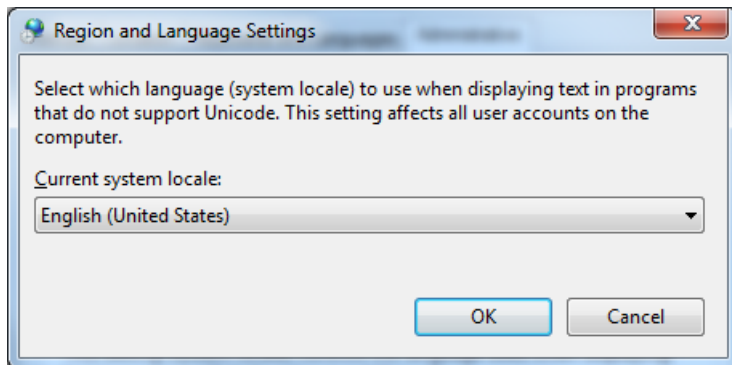 Region and Language Settings
Select which language (system locale) to use when displaying text in programs
that do not support Unicode. This setting affects all user accounts on the
computer.
Current system locale:
English (United States)
OK Cancel